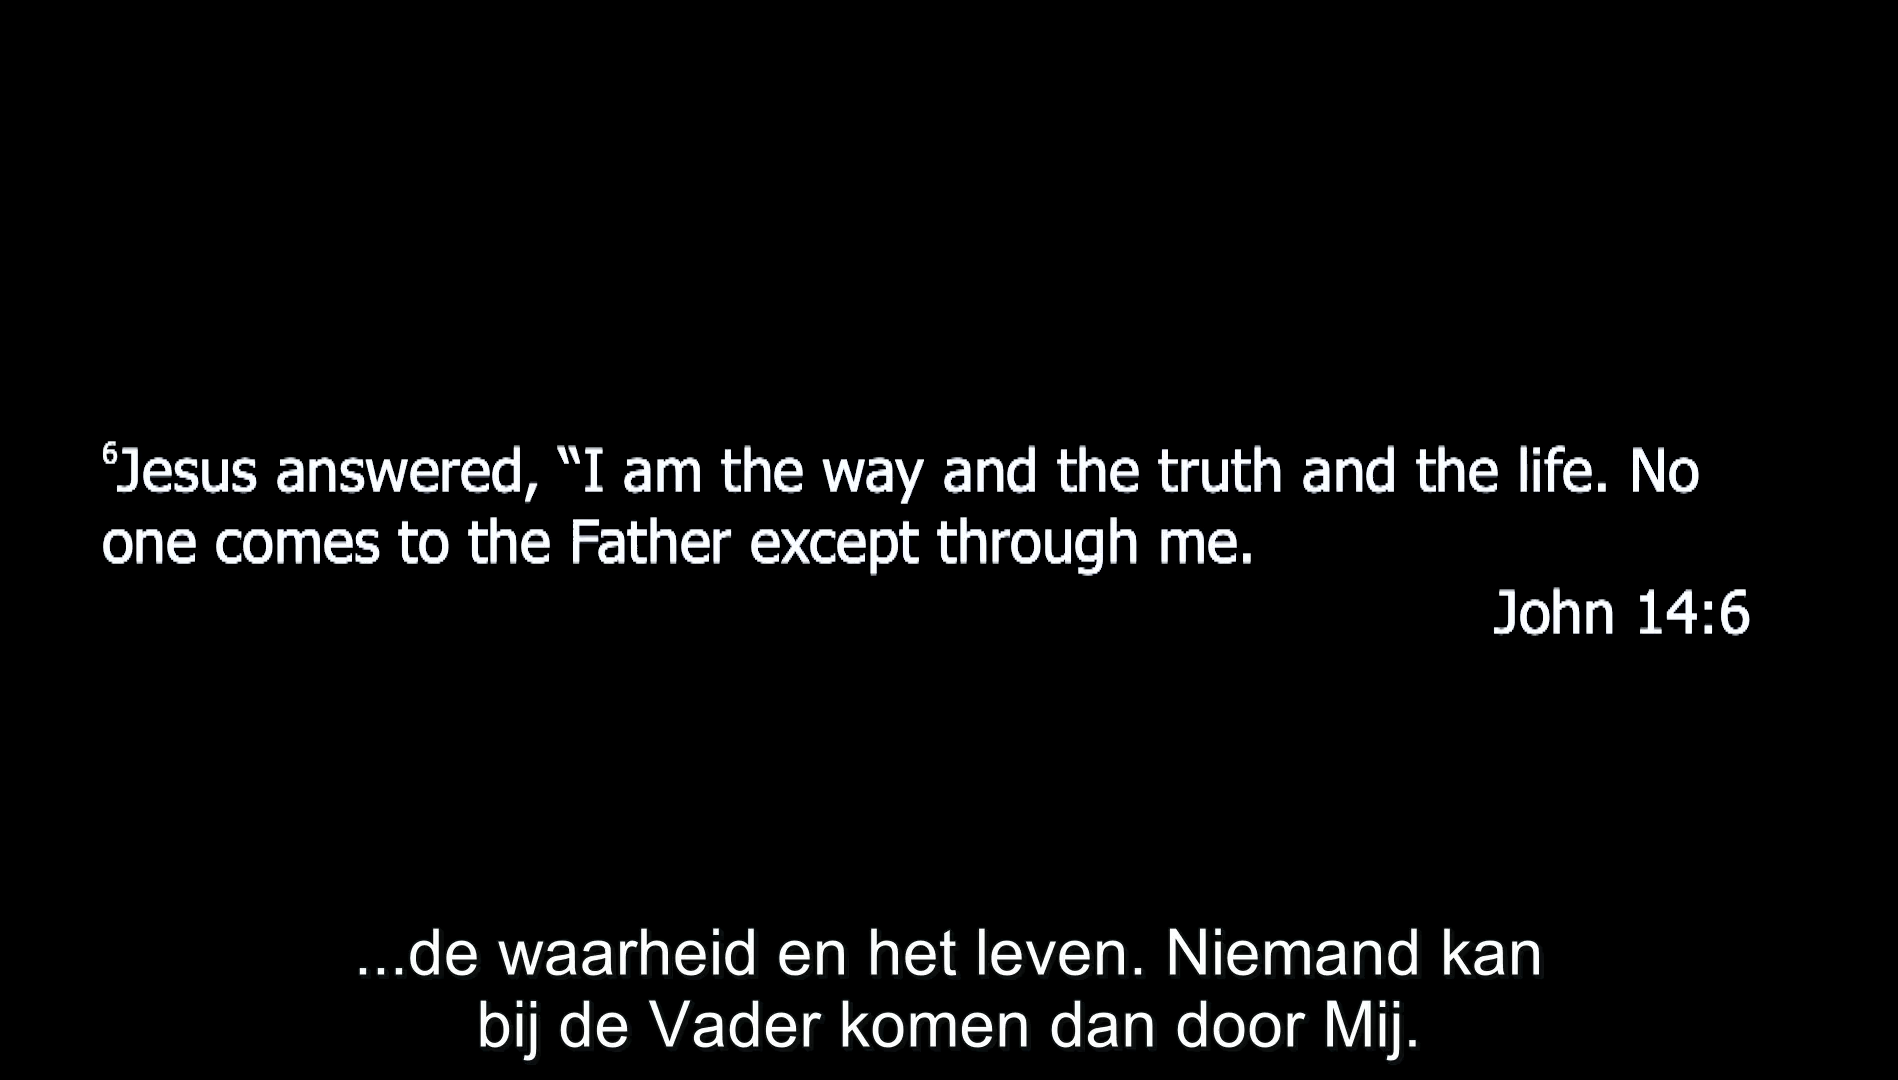 ⁶Jesus answered, “I am the way and the truth and the life. No
one comes to the Father except through me.
John 14:6
...de waarheid en het leven. Niemand kan
bij de Vader komen dan door Mij.